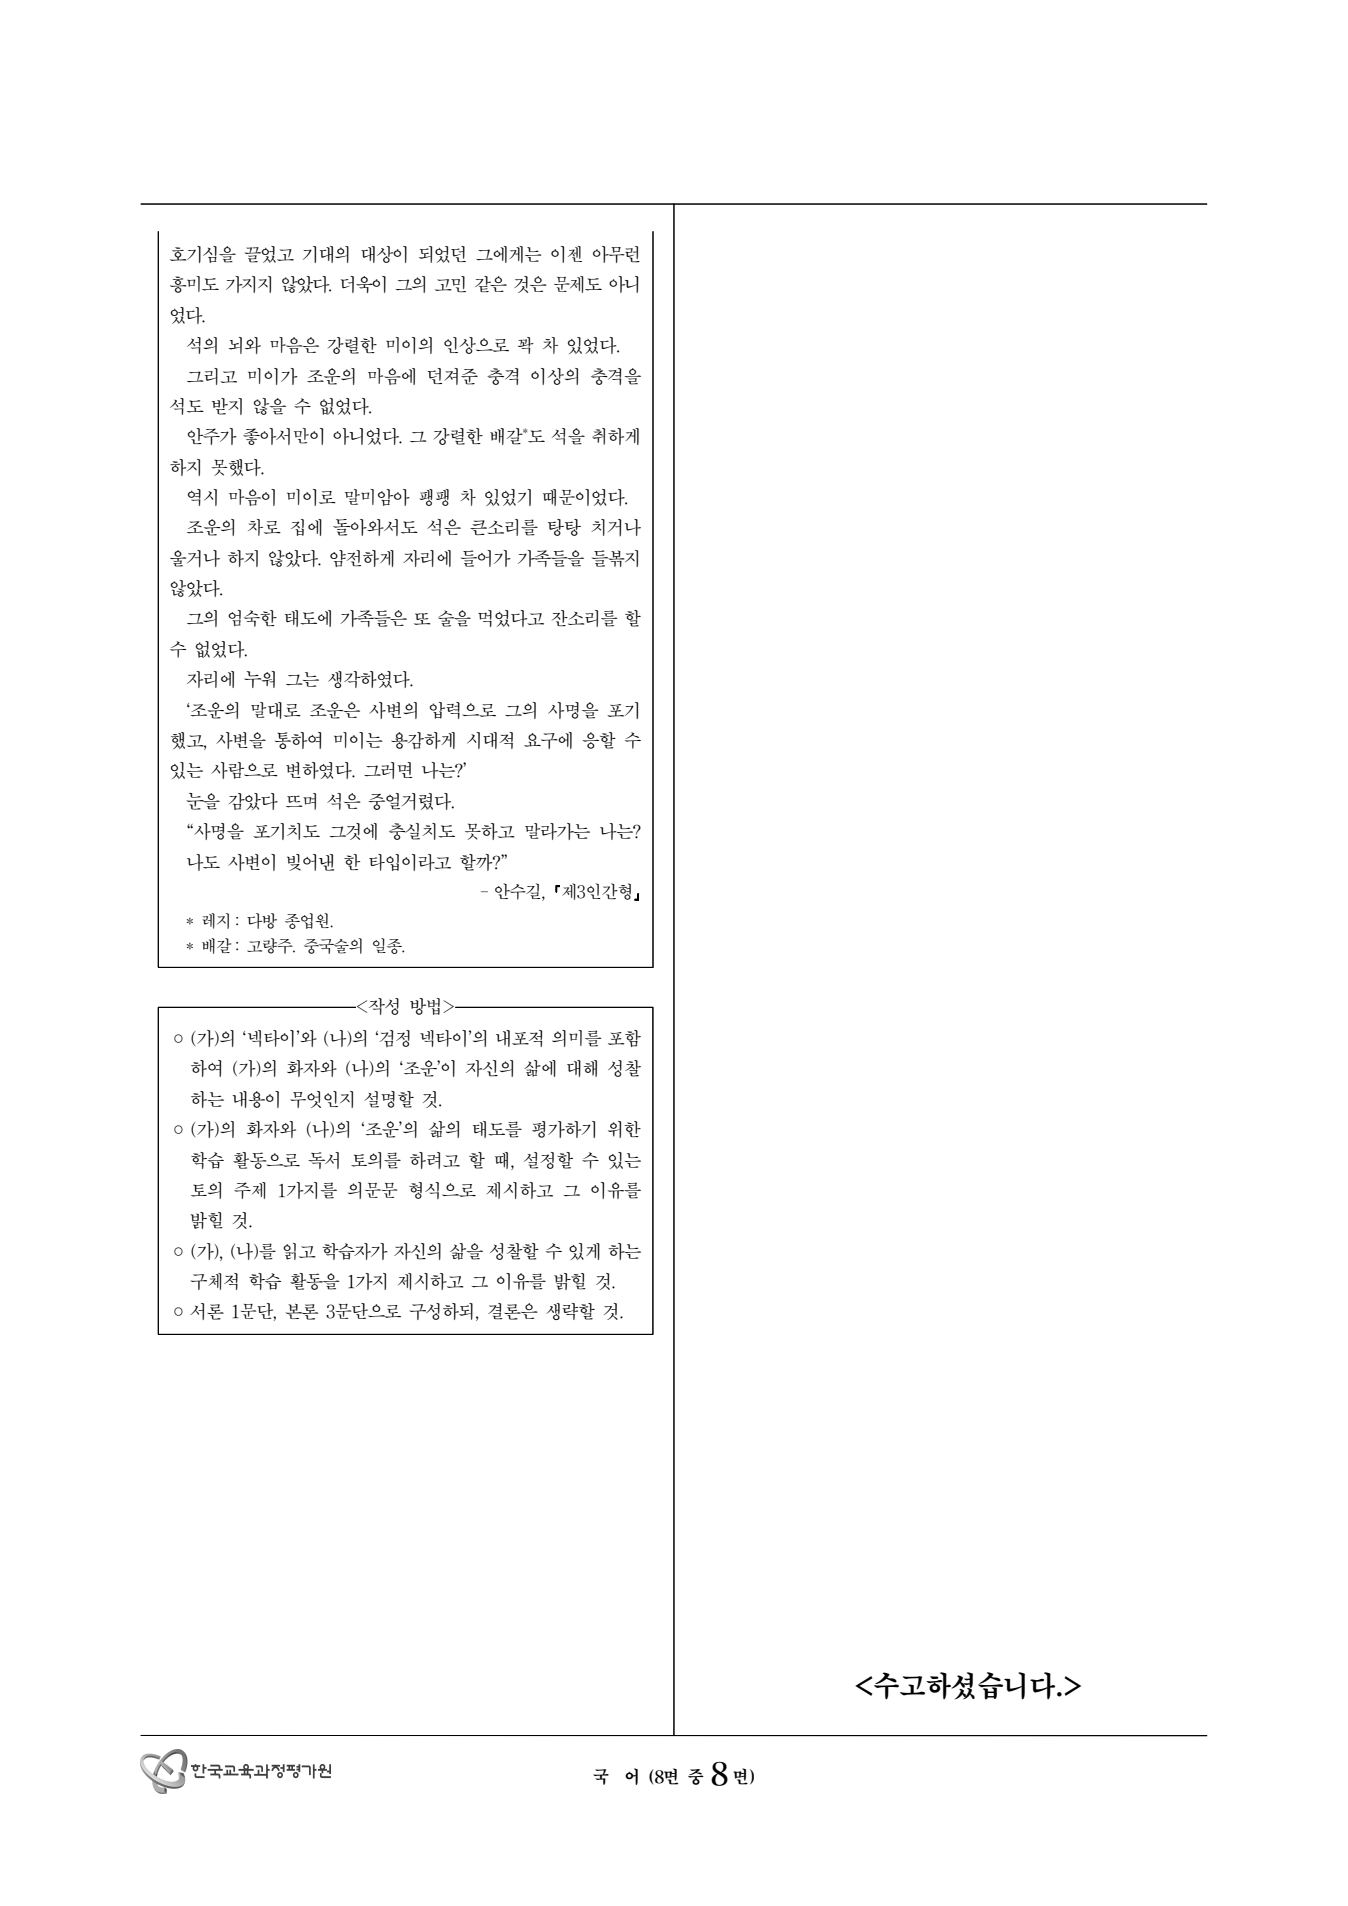 호기심을 끌었고 기대의 대상이 되었던 그에게는 이젠 아무런
흥미도 가지지 않았다. 더욱이 그의 고민 같은 것은 문제도 아니
었다.
석의 뇌와 마음은 강렬한 미이의 인상으로 꽉 차 있었다.
그리고 미이가 조운의 마음에 던져준 충격 이상의 충격을
석도 받지 않을 수 없었다.
안주가 좋아서만이 아니었다. 그 강렬한 배갈*도 석을 취하게
하지 못했다.
역시 마음이 미이로 말미암아 팽팽 차 있었기 때문이었다.
조운의 차로 집에 돌아와서도 석은 큰소리를 탕탕 치거나
울거나 하지 않았다. 얌전하게 자리에 들어가 가족들을 들볶지
않았다.
그의 엄숙한 태도에 가족들은 또 술을 먹었다고 잔소리를 할
수 없었다.
자리에 누워 그는 생각하였다.
‘조운의 말대로 조운은 사변의 압력으로 그의 사명을 포기
했고, 사변을 통하여 미이는 용감하게 시대적 요구에 응할 수
있는 사람으로 변하였다. 그러면 나는?’
눈을 감았다 뜨며 석은 중얼거렸다.
“사명을 포기치도 그것에 충실치도 못하고 말라가는 나는?
나도 사변이 빚어낸 한 타입이라고 할까?”
- 안수길, 『제3인간형』
* 레지 : 다방 종업원.
* 배갈 : 고량주. 중국술의 일종.
<작성 방법>
○ (가)의 ‘넥타이’와 (나)의 ‘검정 넥타이’의 내포적 의미를 포함
하여 (가)의 화자와 (나)의 ‘조운’이 자신의 삶에 대해 성찰
하는 내용이 무엇인지 설명할 것.
○ (가)의 화자와 (나)의 ‘조운’의 삶의 태도를 평가하기 위한
학습 활동으로 독서 토의를 하려고 할 때, 설정할 수 있는
토의 주제 1가지를 의문문 형식으로 제시하고 그 이유를
밝힐 것.
○ (가), (나)를 읽고 학습자가 자신의 삶을 성찰할 수 있게 하는
구체적 학습 활동을 1가지 제시하고 그 이유를 밝힐 것.
○ 서론 1문단, 본론 3문단으로 구성하되, 결론은 생략할 것.
<수고하셨습니다.>
한국교육과정평가원
국 어 (8면 중 8 면)